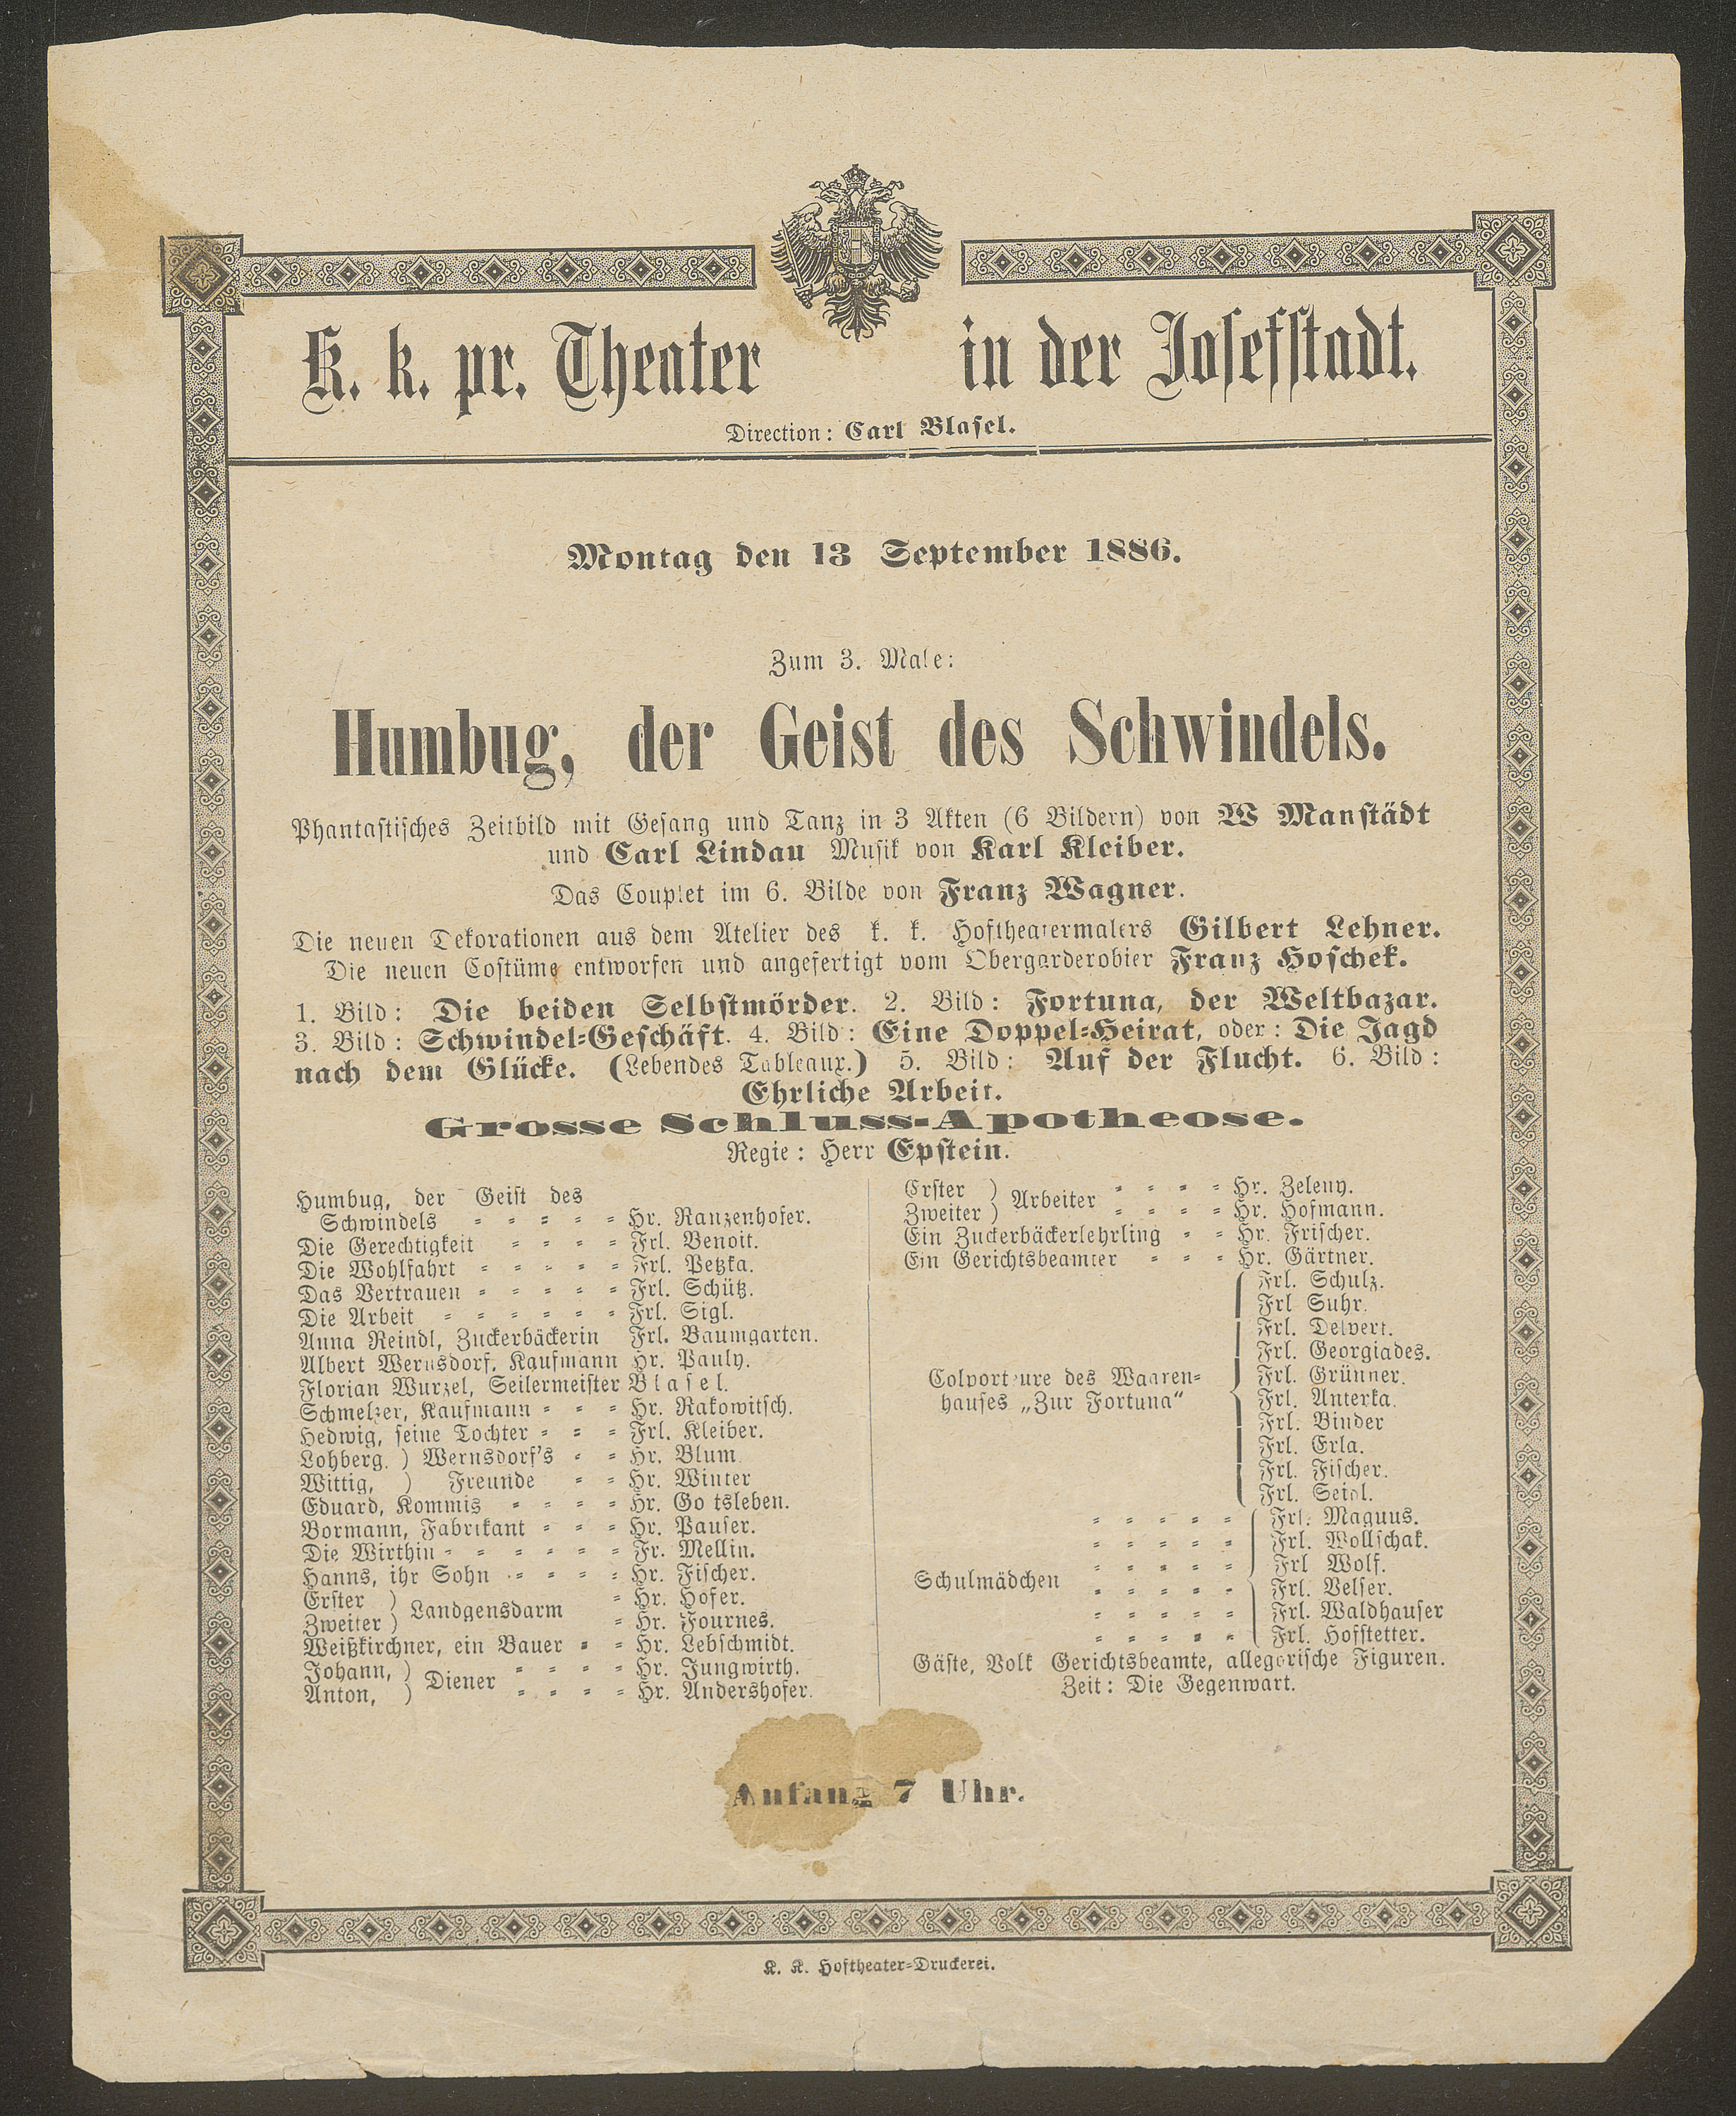 K. k. pr. Theater in der Josefstadt.
Direction: Carl Blasel.
Montag den 13 September 1886.
Zum 3. Male:
Humbug, der Geist des Schwindels.
Phantastisches Zeitbild mit Gesang und Tanz in 3 Akten (6 Bildern) von W Manstädt
und Carl Lindau Musik von Karl Kleiber.
Das Couplet im 6. Bilde von Franz Wagner.
Die neuen Dekorationen aus dem Atelier des k. k. Hoftheatermalers Gilbert Lehner.
Die neuen Costüme entworfen und angefertigt vom Obergarderobier Franz Hoschek.
1. Bild: Die beiden Selbstmörder. 2. Bild: Fortuna, der Weltbazar.
3. Bild: Schwindel-Geschäft. 4. Bild: Eine Doppel-Heirat, oder: Die Jagd
nach dem Glücke. (Lebendes Tableaux.) 5. Bild: Auf der Flucht. 6. Bild:
Ehrliche Arbeit.
Grosse Schluss-Apotheose.
Regie: Herr Epstein.
Humbug, der Geist des
Schwindels - - - - - Hr. Ranzenhofer.
Die Gerechtigkeit - - - - Frl. Benoit.
Die Wohlfahrt - - - - - Frl. Petzka.
Das Vertrauen - - - - - Frl. Schütz.
Die Arbeit - - - - - - Frl. Sigl.
Anna Reindl, Zuckerbäckerin Frl. Baumgarten.
Albert Wernsdorf, Kaufmann Hr. Pauly.
Florian Wurzel, Seilermeister Blasel.
Schmelzer, Kaufmann - - - Hr. Rakowitsch.
Hedwig, seine Tochter - - - Frl. Kleiber.
Lohberg, ) Wernsdorf's - - Hr. Blum
Wittig, ) Freunde - - Hr. Winter
Eduard, Kommis - - - - Hr. Go tsleben.
Bormann, Fabrikant - - - Hr. Pauser.
Die Wirthin - - - - - - Fr. Mellin.
Hanns, ihr Sohn - - - - Hr. Fischer.
Erster ) Landgensdarm - Hr. Hofer.
Zweiter ) - Hr. Fournes.
Weißkirchner, ein Bauer - - Hr. Lebschmidt.
Johann, ) Diener - - - - Hr. Jungwirth.
Anton, ) - - - - Hr. Andershofer.
Erster ) Arbeiter - - - - Hr. Zeleny.
Zweiter ) - - - - Hr. Hofmann.
Ein Zuckerbäckerlehrling - - Hr. Frischer.
Ein Gerichtsbeamter - - - Hr. Gärtner.
Frl. Schulz.
Frl Suhr.
Frl. Delvert.
Frl. Georgiades.
Colporteure des Waaren- Frl. Grünner.
hauses „Zur Fortuna“ Frl. Anterka.
Frl. Binder
Frl. Erla.
Frl. Fischer.
Frl. Seidl.
- - - - - Frl. Magnus.
- - - - - Frl. Wollschak.
- - - - - Frl Wolf.
Schulmädchen - - - - - Frl. Velser.
- - - - - Frl. Waldhauser
- - - - - Frl. Hofstetter.
Gäste, Volk Gerichtsbeamte, allegorische Figuren.
Zeit: Die Gegenwart.
Anfang 7 Uhr.
K. K. Hoftheater-Druckerei.